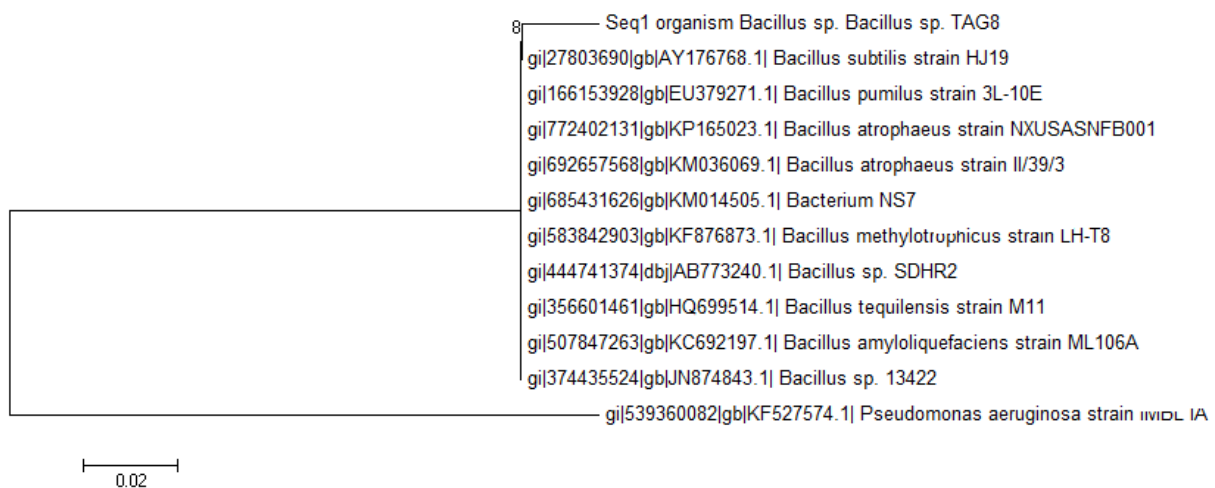 8
Seq1 organism Bacillus sp. Bacillus sp. TAG8
gi|27803690|gb|AY176768.1| Bacillus subtilis strain HJ19
gi|166153928|gb|EU379271.1| Bacillus pumilus strain 3L-10E
gi|772402131|gb|KP165023.1| Bacillus atrophaeus strain NXUSASNFB001
gi|692657568|gb|KM036069.1| Bacillus atrophaeus strain II/39/3
gi|685431626|gb|KM014505.1| Bacterium NS7
gi|583842903|gb|KF876873.1| Bacillus methylotrophicus strain LH-T8
gi|444741374|dbj|AB773240.1| Bacillus sp. SDHR2
gi|356601461|gb|HQ699514.1| Bacillus tequilensis strain M11
gi|507847263|gb|KC692197.1| Bacillus amyloliquefaciens strain ML106A
gi|374435524|gb|JN874843.1| Bacillus sp. 13422
gi|539360082|gb|KF527574.1| Pseudomonas aeruginosa strain
0.02